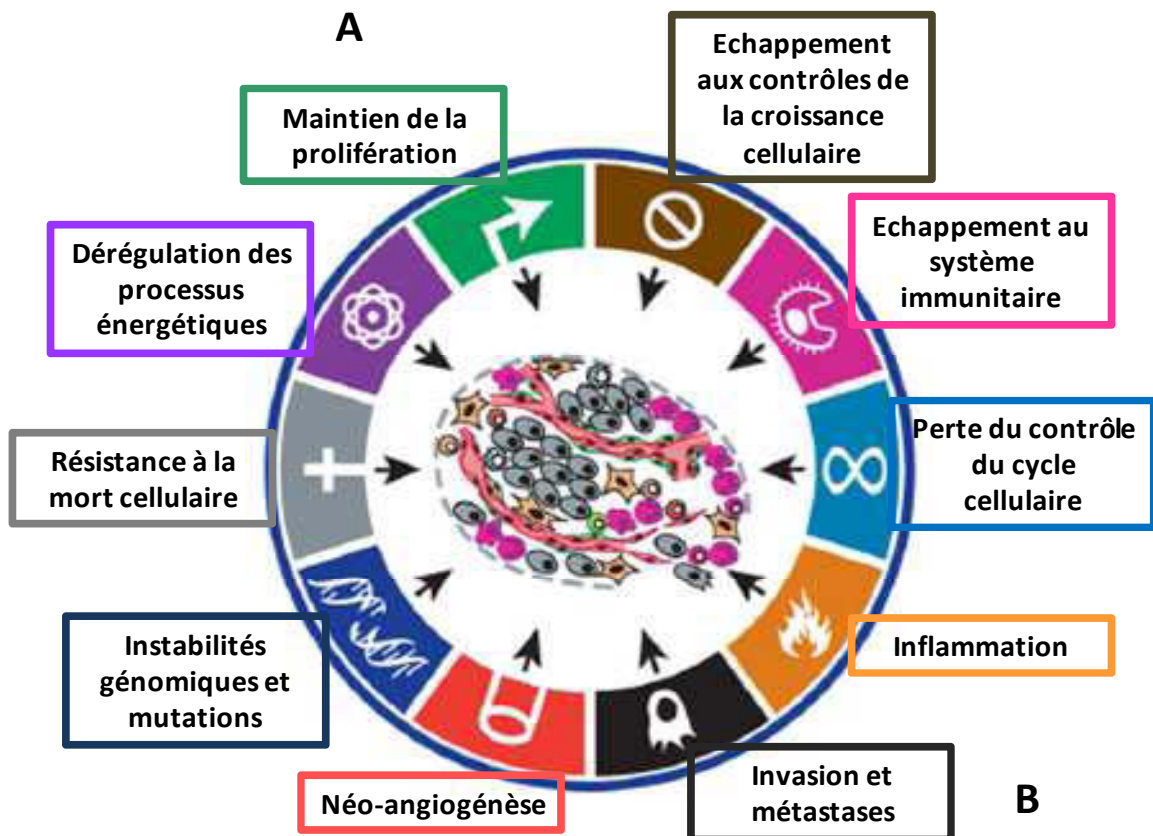 A
Echappement
aux contrôles de
la croissance
cellulaire
Maintien de la
prolifération
Echappement au
système
immunitaire
Dérégulation des
processus
énergétiques
Perte du contrôle
du cycle
cellulaire
Résistance à la
mort cellulaire
Inflammation
Instabilités
génomiques et
mutations
Invasion et
métastases
Néo-angiogénèse
B